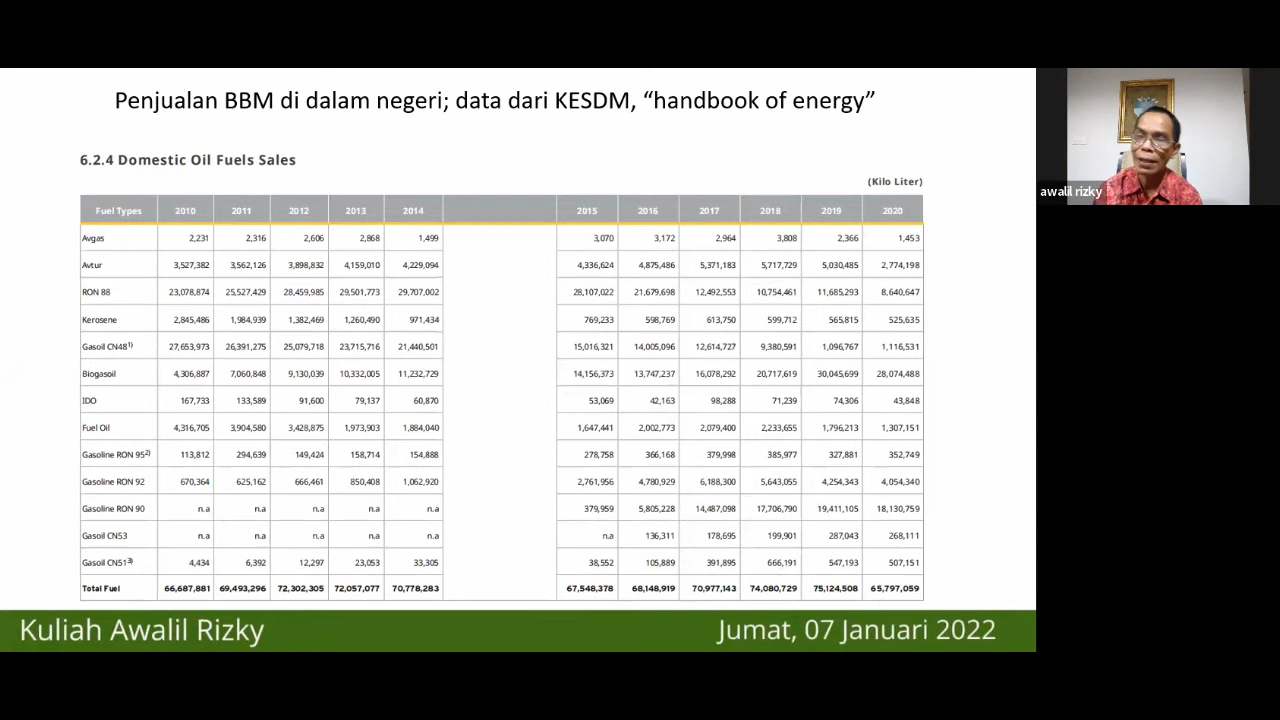 Penjualan BBM di dalam negeri; data dari KESDM, “handbook of energy”
awalil rizky
6.2.4 Domestic Oil Fuels Sales
(Kilo Liter)
Fuel Types 2010 2011 2012 2013 2014 2015 2016 2017 2018 2019 2020
Avgas 2,231 2,316 2,606 2,868 1,499 3,070 3,172 2,964 3,808 2,366 1,453
Avtur 3,527,382 3,562,126 3,898,832 4,159,010 4,229,094 4,336,624 4,875,486 5,371,183 5,717,729 5,030,485 2,774,198
RON 88 23,078,874 25,527,429 28,459,985 29,501,773 29,707,002 28,107,022 21,679,698 12,492,553 10,754,461 11,685,293 8,640,647
Kerosene 2,845,486 1,984,939 1,382,469 1,260,490 971,434 769,233 598,769 613,750 599,712 565,815 525,635
Gasoil CN48¹⁾ 27,653,973 26,391,275 25,079,718 23,715,716 21,440,501 15,016,321 14,005,096 12,614,727 9,380,591 1,096,767 1,116,531
Biogasoil 4,306,887 7,060,848 9,130,039 10,332,005 11,232,729 14,156,373 13,747,237 16,078,292 20,717,619 30,045,699 28,074,488
IDO 167,733 133,589 91,600 79,137 60,870 53,069 42,163 98,288 71,239 74,306 43,848
Fuel Oil 4,316,705 3,904,580 3,428,875 1,973,903 1,884,040 1,647,441 2,002,773 2,079,400 2,233,655 1,796,213 1,307,151
Gasoline RON 95²⁾ 113,812 294,639 149,424 158,714 154,888 278,758 366,168 379,998 385,977 327,881 352,749
Gasoline RON 92 670,364 625,162 666,461 850,408 1,062,920 2,761,956 4,780,929 6,188,300 5,643,055 4,254,343 4,054,340
Gasoline RON 90 n.a n.a n.a n.a n.a 379,959 5,805,228 14,487,098 17,706,790 19,411,105 18,130,759
Gasoil CN53 n.a n.a n.a n.a n.a n.a 136,311 178,695 199,901 287,043 268,111
Gasoil CN51³⁾ 4,434 6,392 12,297 23,053 33,305 38,552 105,889 391,895 666,191 547,193 507,151
Total Fuel 66,687,881 69,493,296 72,302,305 72,057,077 70,778,283 67,548,378 68,148,919 70,977,143 74,080,729 75,124,508 65,797,059
Kuliah Awalil Rizky
Jumat, 07 Januari 2022